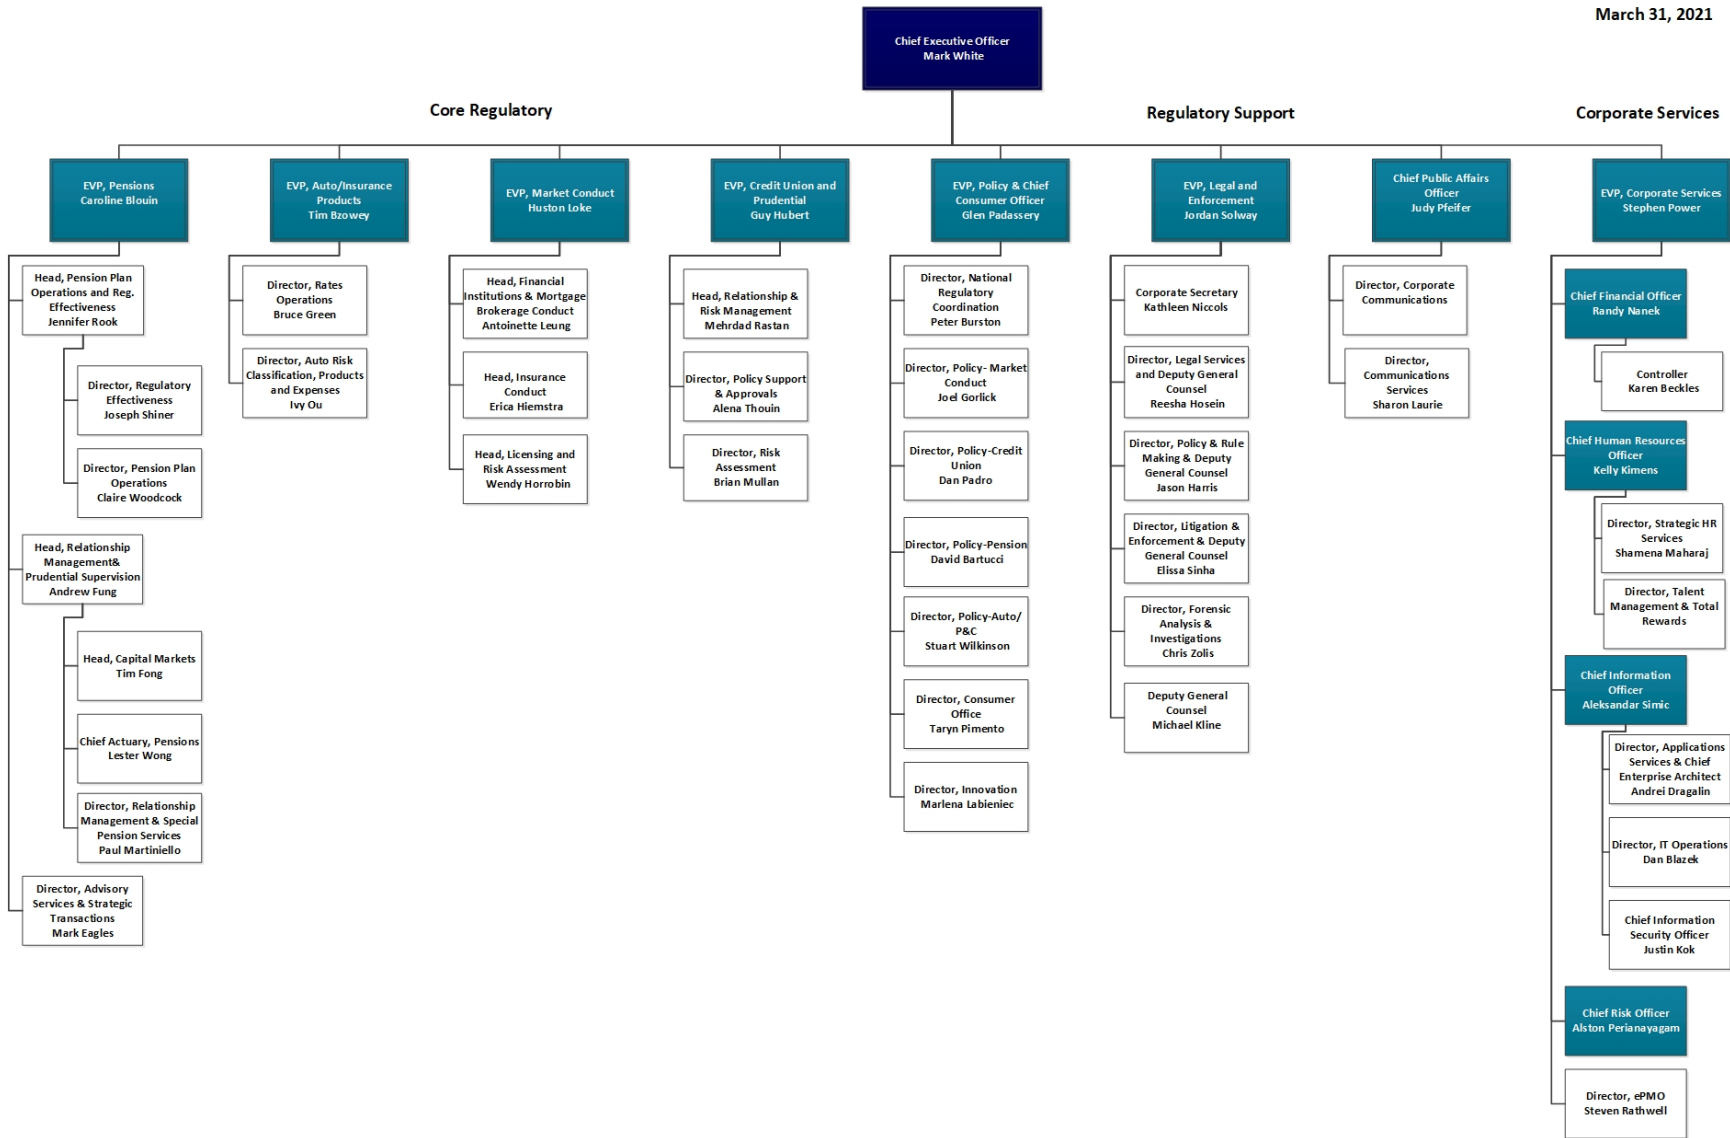 March 31, 2021
Chief Executive Officer
Mark White
Core Regulatory
Regulatory Support
Corporate Services
EVP, Pensions
Caroline Blouin
Head, Pension Plan
Operations and Reg.
Effectiveness
Jennifer Rook
Director, Regulatory
Effectiveness
Joseph Shiner
Director, Pension Plan
Operations
Claire Woodcock
Head, Relationship
Management&
Prudential Supervision
Andrew Fung
Head, Capital Markets
Tim Fong
Chief Actuary, Pensions
Lester Wong
Director, Relationship
Management & Special
Pension Services
Paul Martiniello
Director, Advisory
Services & Strategic
Transactions
Mark Eagles
EVP, Auto/Insurance
Products
Tim Bzowey
Director, Rates
Operations
Bruce Green
Director, Auto Risk
Classification, Products
and Expenses
Ivy Ou
EVP, Market Conduct
Huston Loke
Head, Financial
Institutions & Mortgage
Brokerage Conduct
Antoinette Leung
Head, Insurance
Conduct
Erica Hiemstra
Head, Licensing and
Risk Assessment
Wendy Horrobin
EVP, Credit Union and
Prudential
Guy Hubert
Head, Relationship &
Risk Management
Mehrdad Rastan
Director, Policy Support
& Approvals
Alena Thouin
Director, Risk
Assessment
Brian Mullan
EVP, Policy & Chief
Consumer Officer
Glen Padassery
Director, National
Regulatory
Coordination
Peter Burston
Director, Policy- Market
Conduct
Joel Gorlick
Director, Policy-Credit
Union
Dan Padro
Director, Policy-Pension
David Bartucci
Director, Policy-Auto/
P&C
Stuart Wilkinson
Director, Consumer
Office
Taryn Pimento
Director, Innovation
Marlena Labieniec
EVP, Legal and
Enforcement
Jordan Solway
Corporate Secretary
Kathleen Niccols
Director, Legal Services
and Deputy General
Counsel
Reesha Hosein
Director, Policy & Rule
Making & Deputy
General Counsel
Jason Harris
Director, Litigation &
Enforcement & Deputy
General Counsel
Elissa Sinha
Director, Forensic
Analysis &
Investigations
Chris Zolis
Deputy General
Counsel
Michael Kline
Chief Public Affairs
Officer
Judy Pfeifer
Director, Corporate
Communications
Director,
Communications
Services
Sharon Laurie
EVP, Corporate Services
Stephen Power
Chief Financial Officer
Randy Nanek
Controller
Karen Beckles
Chief Human Resources
Officer
Kelly Kimens
Director, Strategic HR
Services
Shamena Maharaj
Director, Talent
Management & Total
Rewards
Chief Information
Officer
Aleksandar Simic
Director, Applications
Services & Chief
Enterprise Architect
Andrei Dragalin
Director, IT Operations
Dan Blazek
Chief Information
Security Officer
Justin Kok
Chief Risk Officer
Alston Perianayagam
Director, ePMO
Steven Rathwell